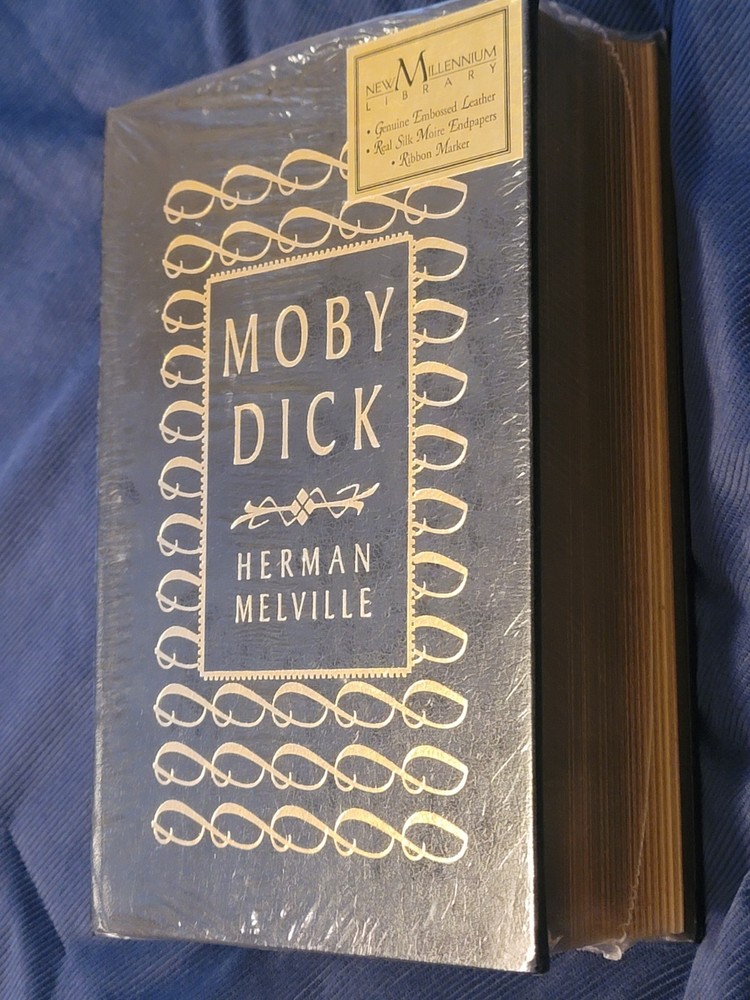 NEW MILLENNIUM
LIBRARY
• Genuine Embossed Leather
• Real Silk Moire Endpapers
• Ribbon Marker
MOBY
DICK
HERMAN
MELVILLE